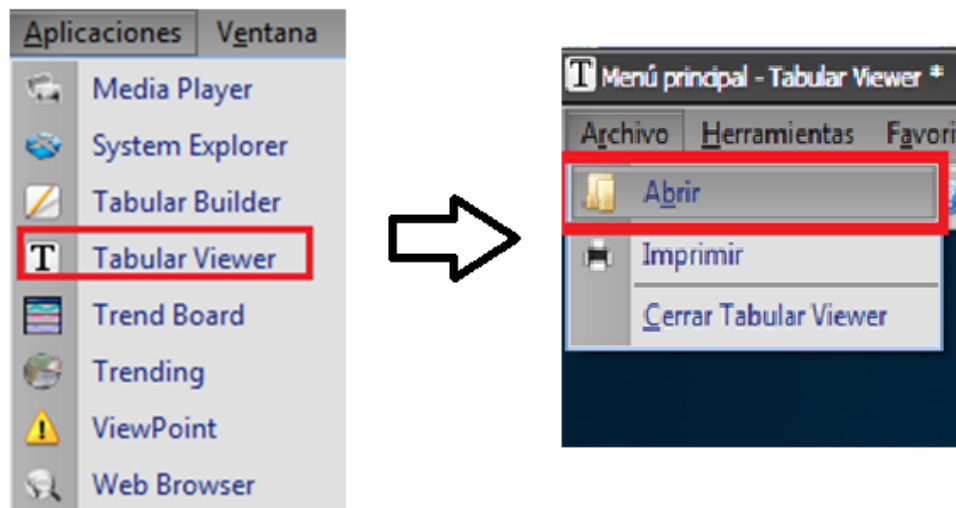 Aplicaciones Ventana
Media Player
System Explorer
Tabular Builder
T Tabular Viewer
Trend Board
Trending
ViewPoint
Web Browser
T Menú principal - Tabular Viewer *
Archivo Herramientas Favori
Abrir
Imprimir
Cerrar Tabular Viewer